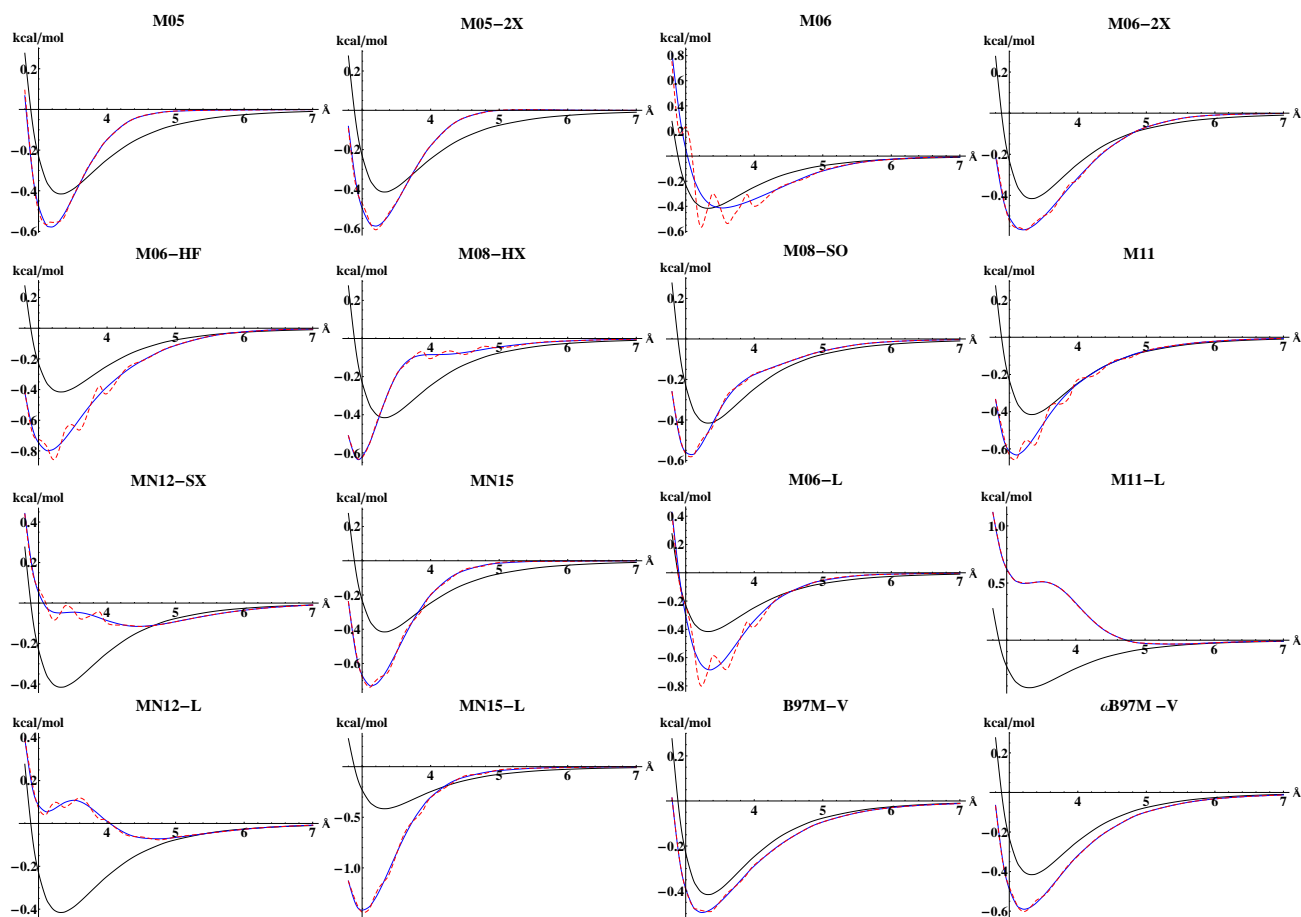 M05
kcal/mol
0.2
−0.2
−0.4
−0.6
4 5 6 7 Å
M05−2X
kcal/mol
0.2
−0.2
−0.4
−0.6
4 5 6 7 Å
M06
kcal/mol
0.8
0.6
0.4
0.2
−0.2
−0.4
−0.6
4 5 6 7 Å
M06−2X
kcal/mol
0.2
−0.2
−0.4
−0.6
4 5 6 7 Å
M06−HF
kcal/mol
0.2
−0.2
−0.4
−0.6
−0.8
4 5 6 7 Å
M08−HX
kcal/mol
0.2
−0.2
−0.4
−0.6
4 5 6 7 Å
M08−SO
kcal/mol
0.2
−0.2
−0.4
−0.6
4 5 6 7 Å
M11
kcal/mol
0.2
−0.2
−0.4
−0.6
4 5 6 7 Å
MN12−SX
kcal/mol
0.4
0.2
−0.2
−0.4
4 5 6 7 Å
MN15
kcal/mol
0.2
−0.2
−0.4
−0.6
4 5 6 7 Å
M06−L
kcal/mol
0.4
0.2
−0.2
−0.4
−0.6
−0.8
4 5 6 7 Å
M11−L
kcal/mol
1.0
0.5
4 5 6 7 Å
MN12−L
kcal/mol
0.4
0.2
−0.2
−0.4
4 5 6 7 Å
MN15−L
kcal/mol
−0.5
−1.0
4 5 6 7 Å
B97M−V
kcal/mol
0.2
−0.2
−0.4
4 5 6 7 Å
ωB97M −V
kcal/mol
0.2
−0.2
−0.4
−0.6
4 5 6 7 Å